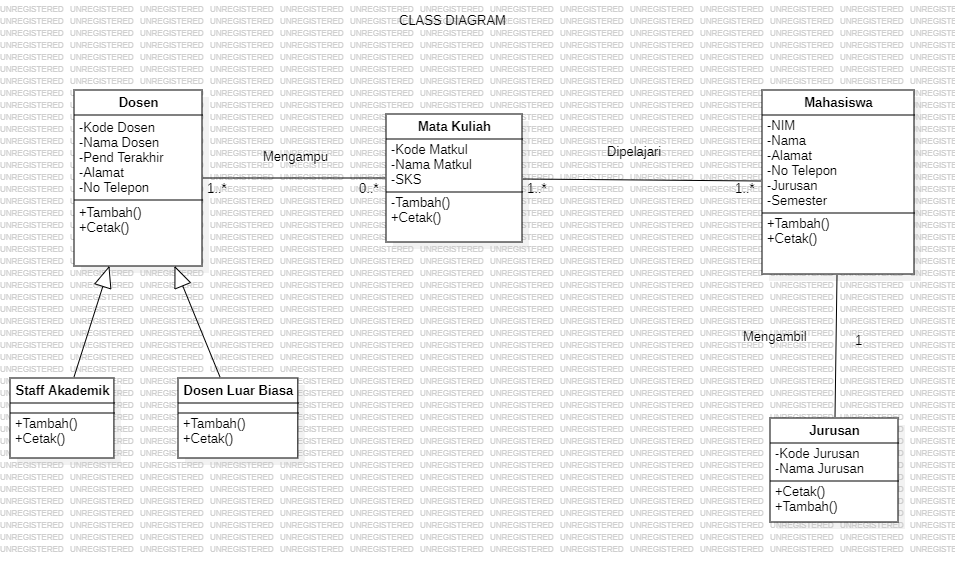 CLASS DIAGRAM
Dosen
-Kode Dosen
-Nama Dosen
-Pend Terakhir
-Alamat
-No Telepon
+Tambah()
+Cetak()
Mengampu
1..*
0..*
Mata Kuliah
-Kode Matkul
-Nama Matkul
-SKS
-Tambah()
+Cetak()
Dipelajari
1..*
1..*
Mahasiswa
-NIM
-Nama
-Alamat
-No Telepon
-Jurusan
-Semester
+Tambah()
+Cetak()
Mengambil
1
Staff Akademik
+Tambah()
+Cetak()
Dosen Luar Biasa
+Tambah()
+Cetak()
Jurusan
-Kode Jurusan
-Nama Jurusan
+Cetak()
+Tambah()
UNREGISTERED